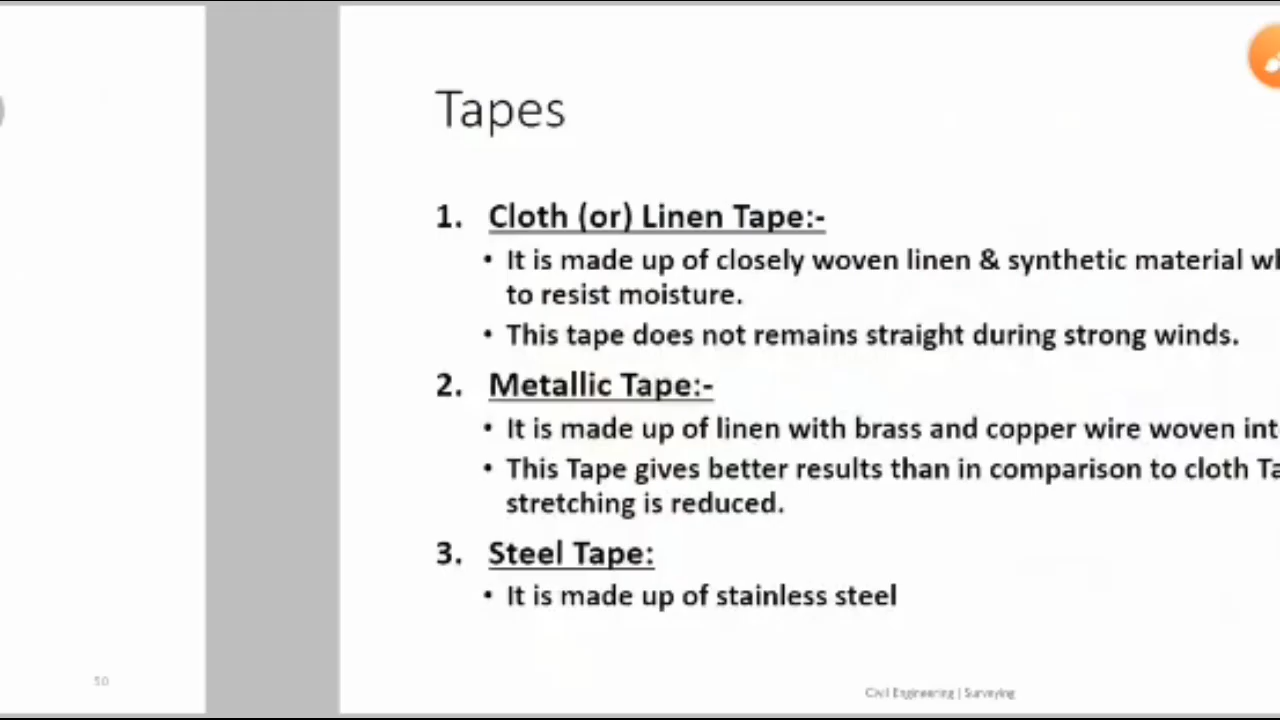 Tapes
1. Cloth (or) Linen Tape:-
• It is made up of closely woven linen & synthetic material
to resist moisture.
• This tape does not remains straight during strong winds.
2. Metallic Tape:-
• It is made up of linen with brass and copper wire woven
• This Tape gives better results than in comparison to cloth
stretching is reduced.
3. Steel Tape:
• It is made up of stainless steel
50
Civil Engineering | Surveying